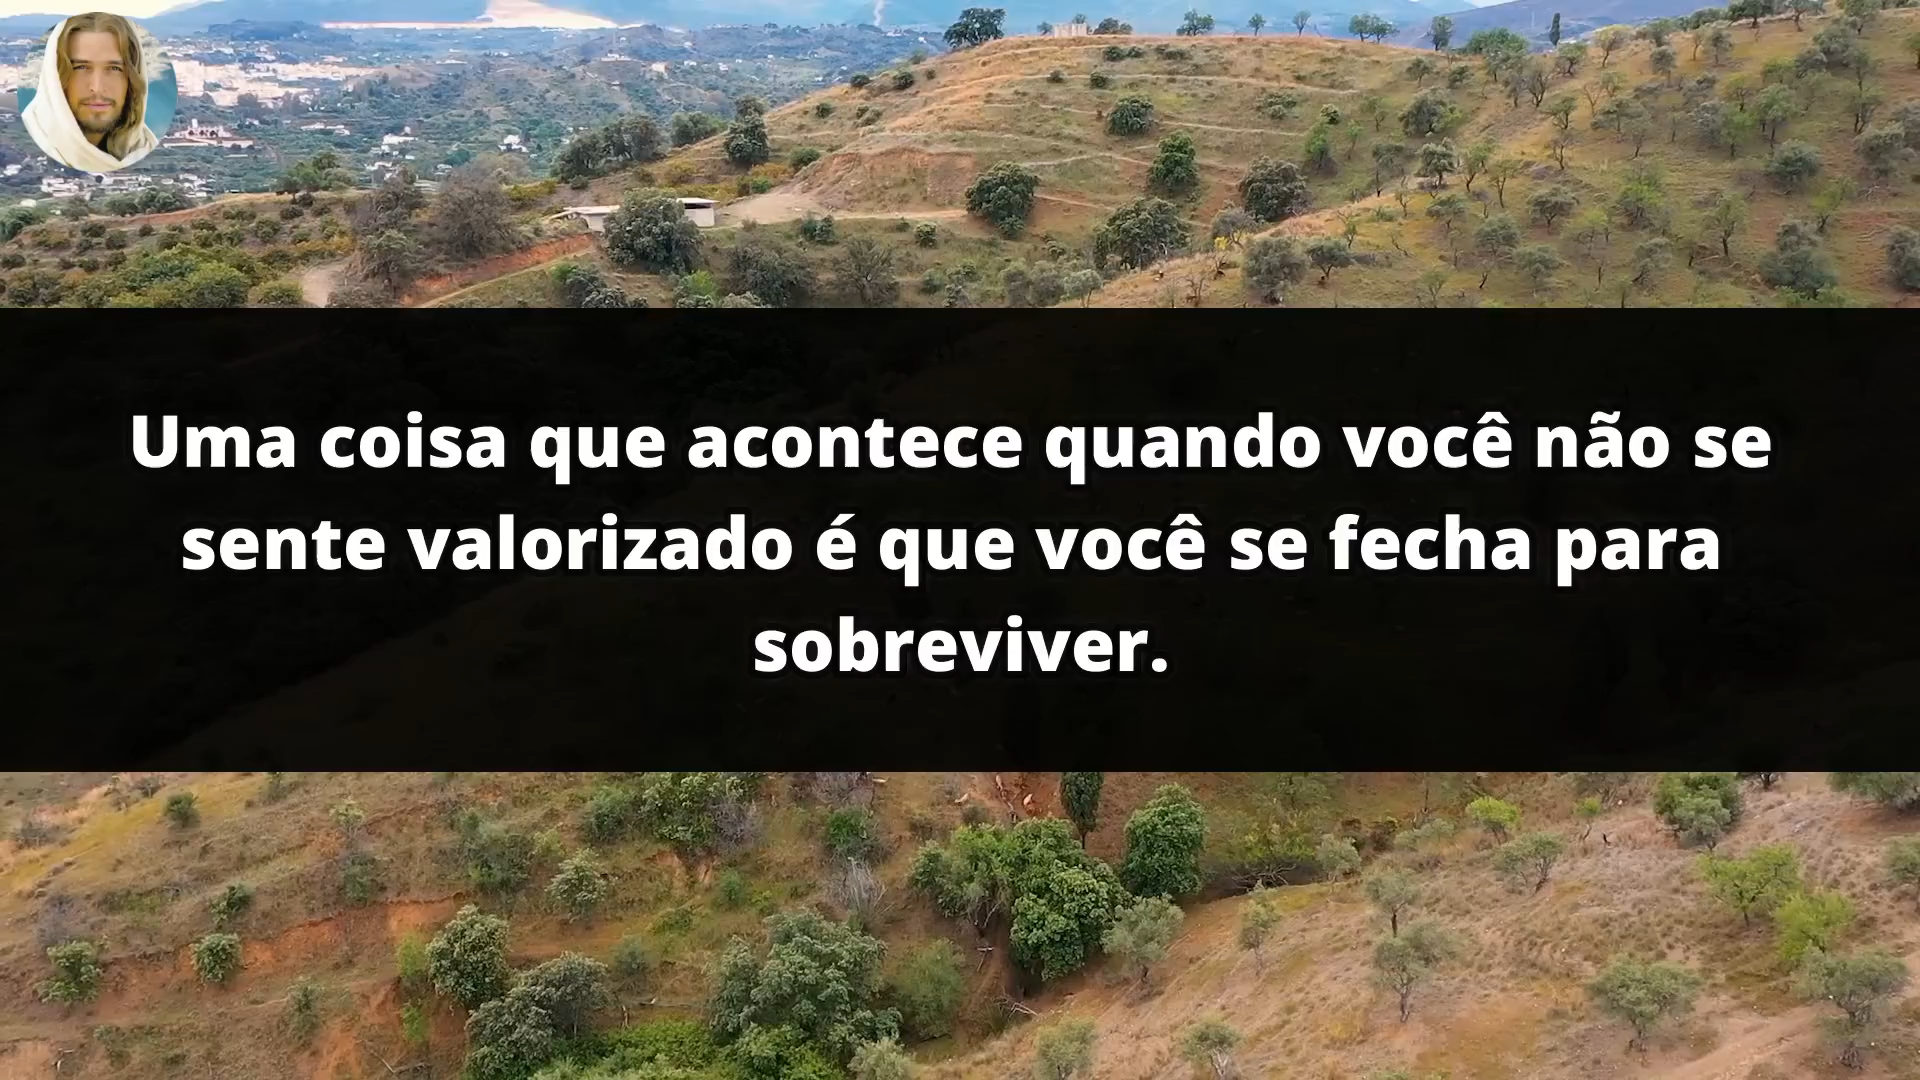 Uma coisa que acontece quando você não se
sente valorizado é que você se fecha para
sobreviver.